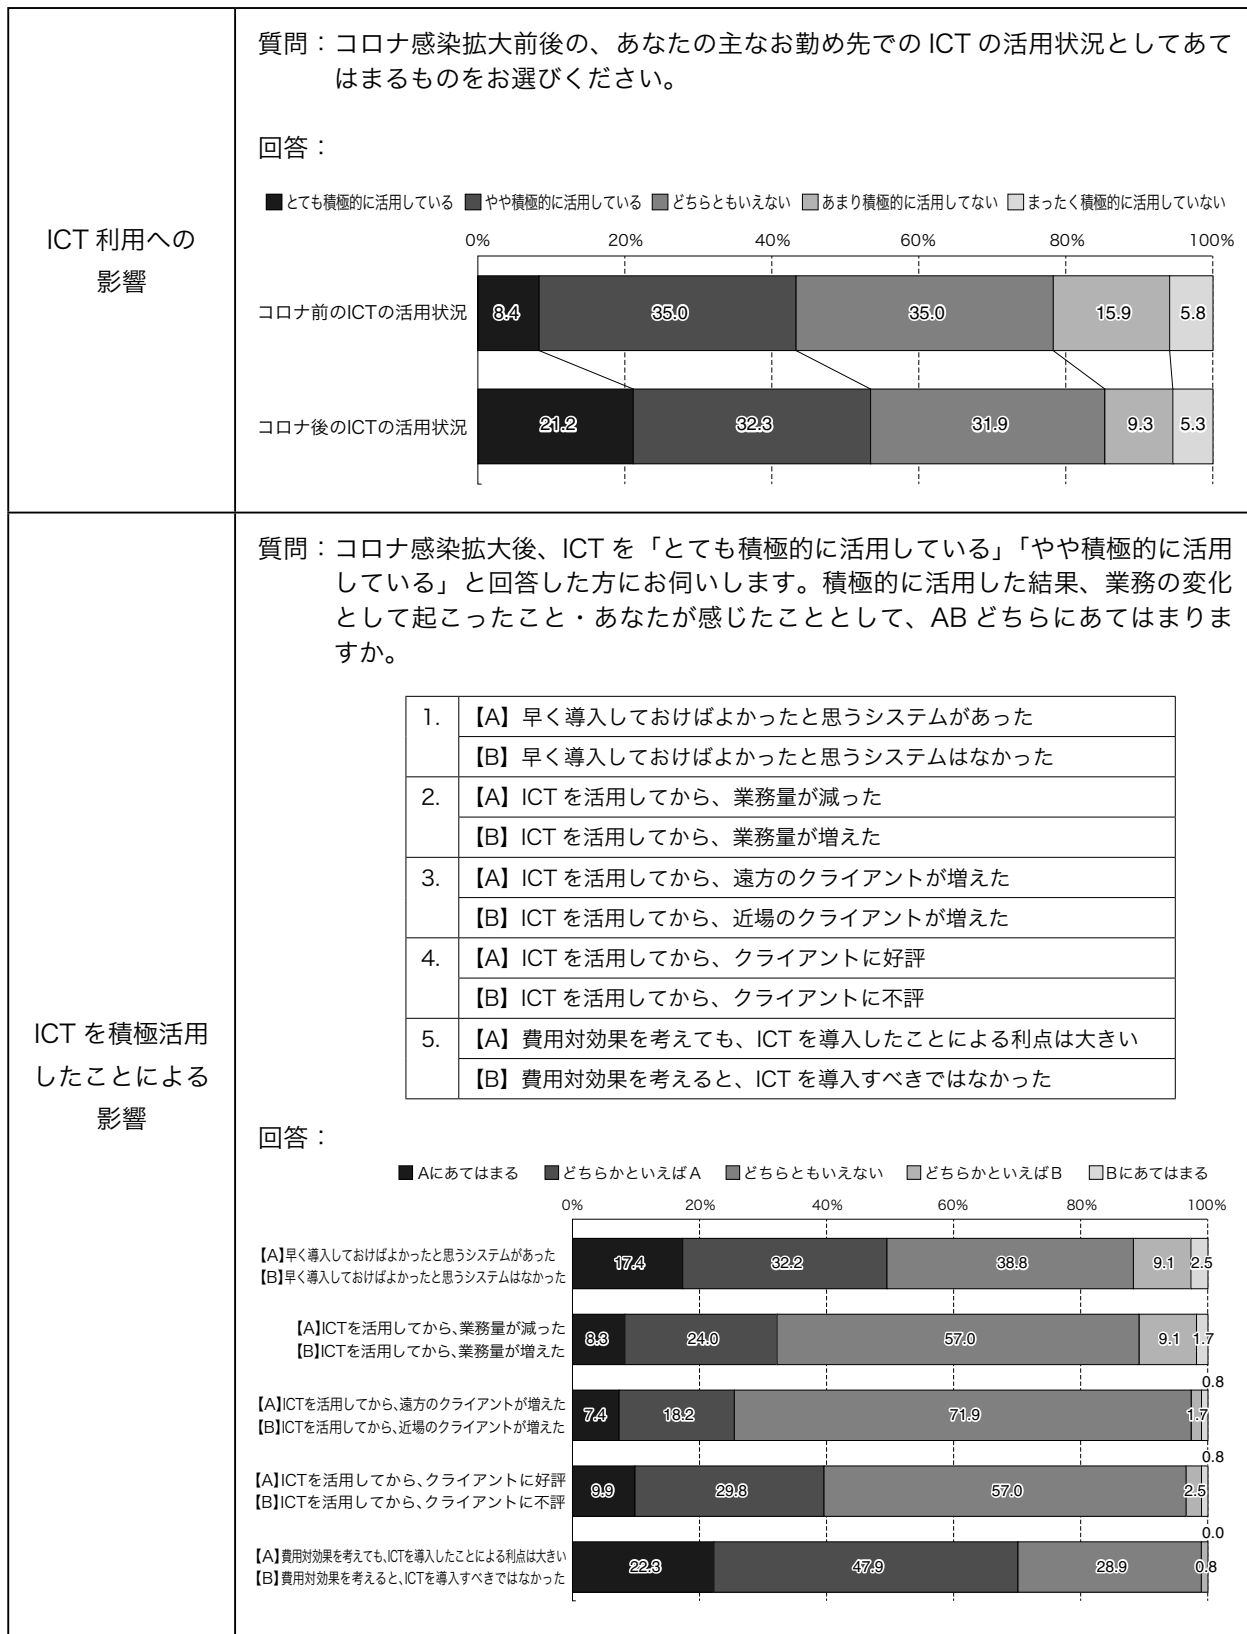 ICT 利用への
影響
質問：コロナ感染拡大前後の、あなたの主なお勤め先での ICT の活用状況としてあて
はまるものをお選びください。
回答：
とても積極的に活用している やや積極的に活用している どちらともいえない あまり積極的に活用してない まったく積極的に活用していない
0% 20% 40% 60% 80% 100%
コロナ前のICTの活用状況 8.4 35.0 35.0 15.9 5.8
コロナ後のICTの活用状況 21.2 32.3 31.9 9.3 5.3
ICT を積極活用
したことによる
影響
質問：コロナ感染拡大後、ICT を「とても積極的に活用している」「やや積極的に活用
している」と回答した方にお伺いします。積極的に活用した結果、業務の変化
として起こったこと・あなたが感じたこととして、AB どちらにあてはまりま
すか。
1. 【A】早く導入しておけばよかったと思うシステムがあった
【B】早く導入しておけばよかったと思うシステムはなかった
2. 【A】ICT を活用してから、業務量が減った
【B】ICT を活用してから、業務量が増えた
3. 【A】ICT を活用してから、遠方のクライアントが増えた
【B】ICT を活用してから、近場のクライアントが増えた
4. 【A】ICT を活用してから、クライアントに好評
【B】ICT を活用してから、クライアントに不評
5. 【A】費用対効果を考えても、ICT を導入したことによる利点は大きい
【B】費用対効果を考えると、ICT を導入すべきではなかった
回答：
Aにあてはまる どちらかといえばA どちらともいえない どちらかといえばB Bにあてはまる
0% 20% 40% 60% 80% 100%
【A】早く導入しておけばよかったと思うシステムがあった
【B】早く導入しておけばよかったと思うシステムはなかった
17.4 32.2 38.8 9.1 2.5
【A】ICTを活用してから、業務量が減った
【B】ICTを活用してから、業務量が増えた
8.3 24.0 57.0 9.1 1.7
【A】ICTを活用してから、遠方のクライアントが増えた
【B】ICTを活用してから、近場のクライアントが増えた
7.4 18.2 71.9 1.7 0.8
【A】ICTを活用してから、クライアントに好評
【B】ICTを活用してから、クライアントに不評
9.9 29.8 57.0 2.5 0.8
【A】費用対効果を考えても、ICTを導入したことによる利点は大きい
【B】費用対効果を考えると、ICTを導入すべきではなかった
22.3 47.9 28.9 0.8 0.0